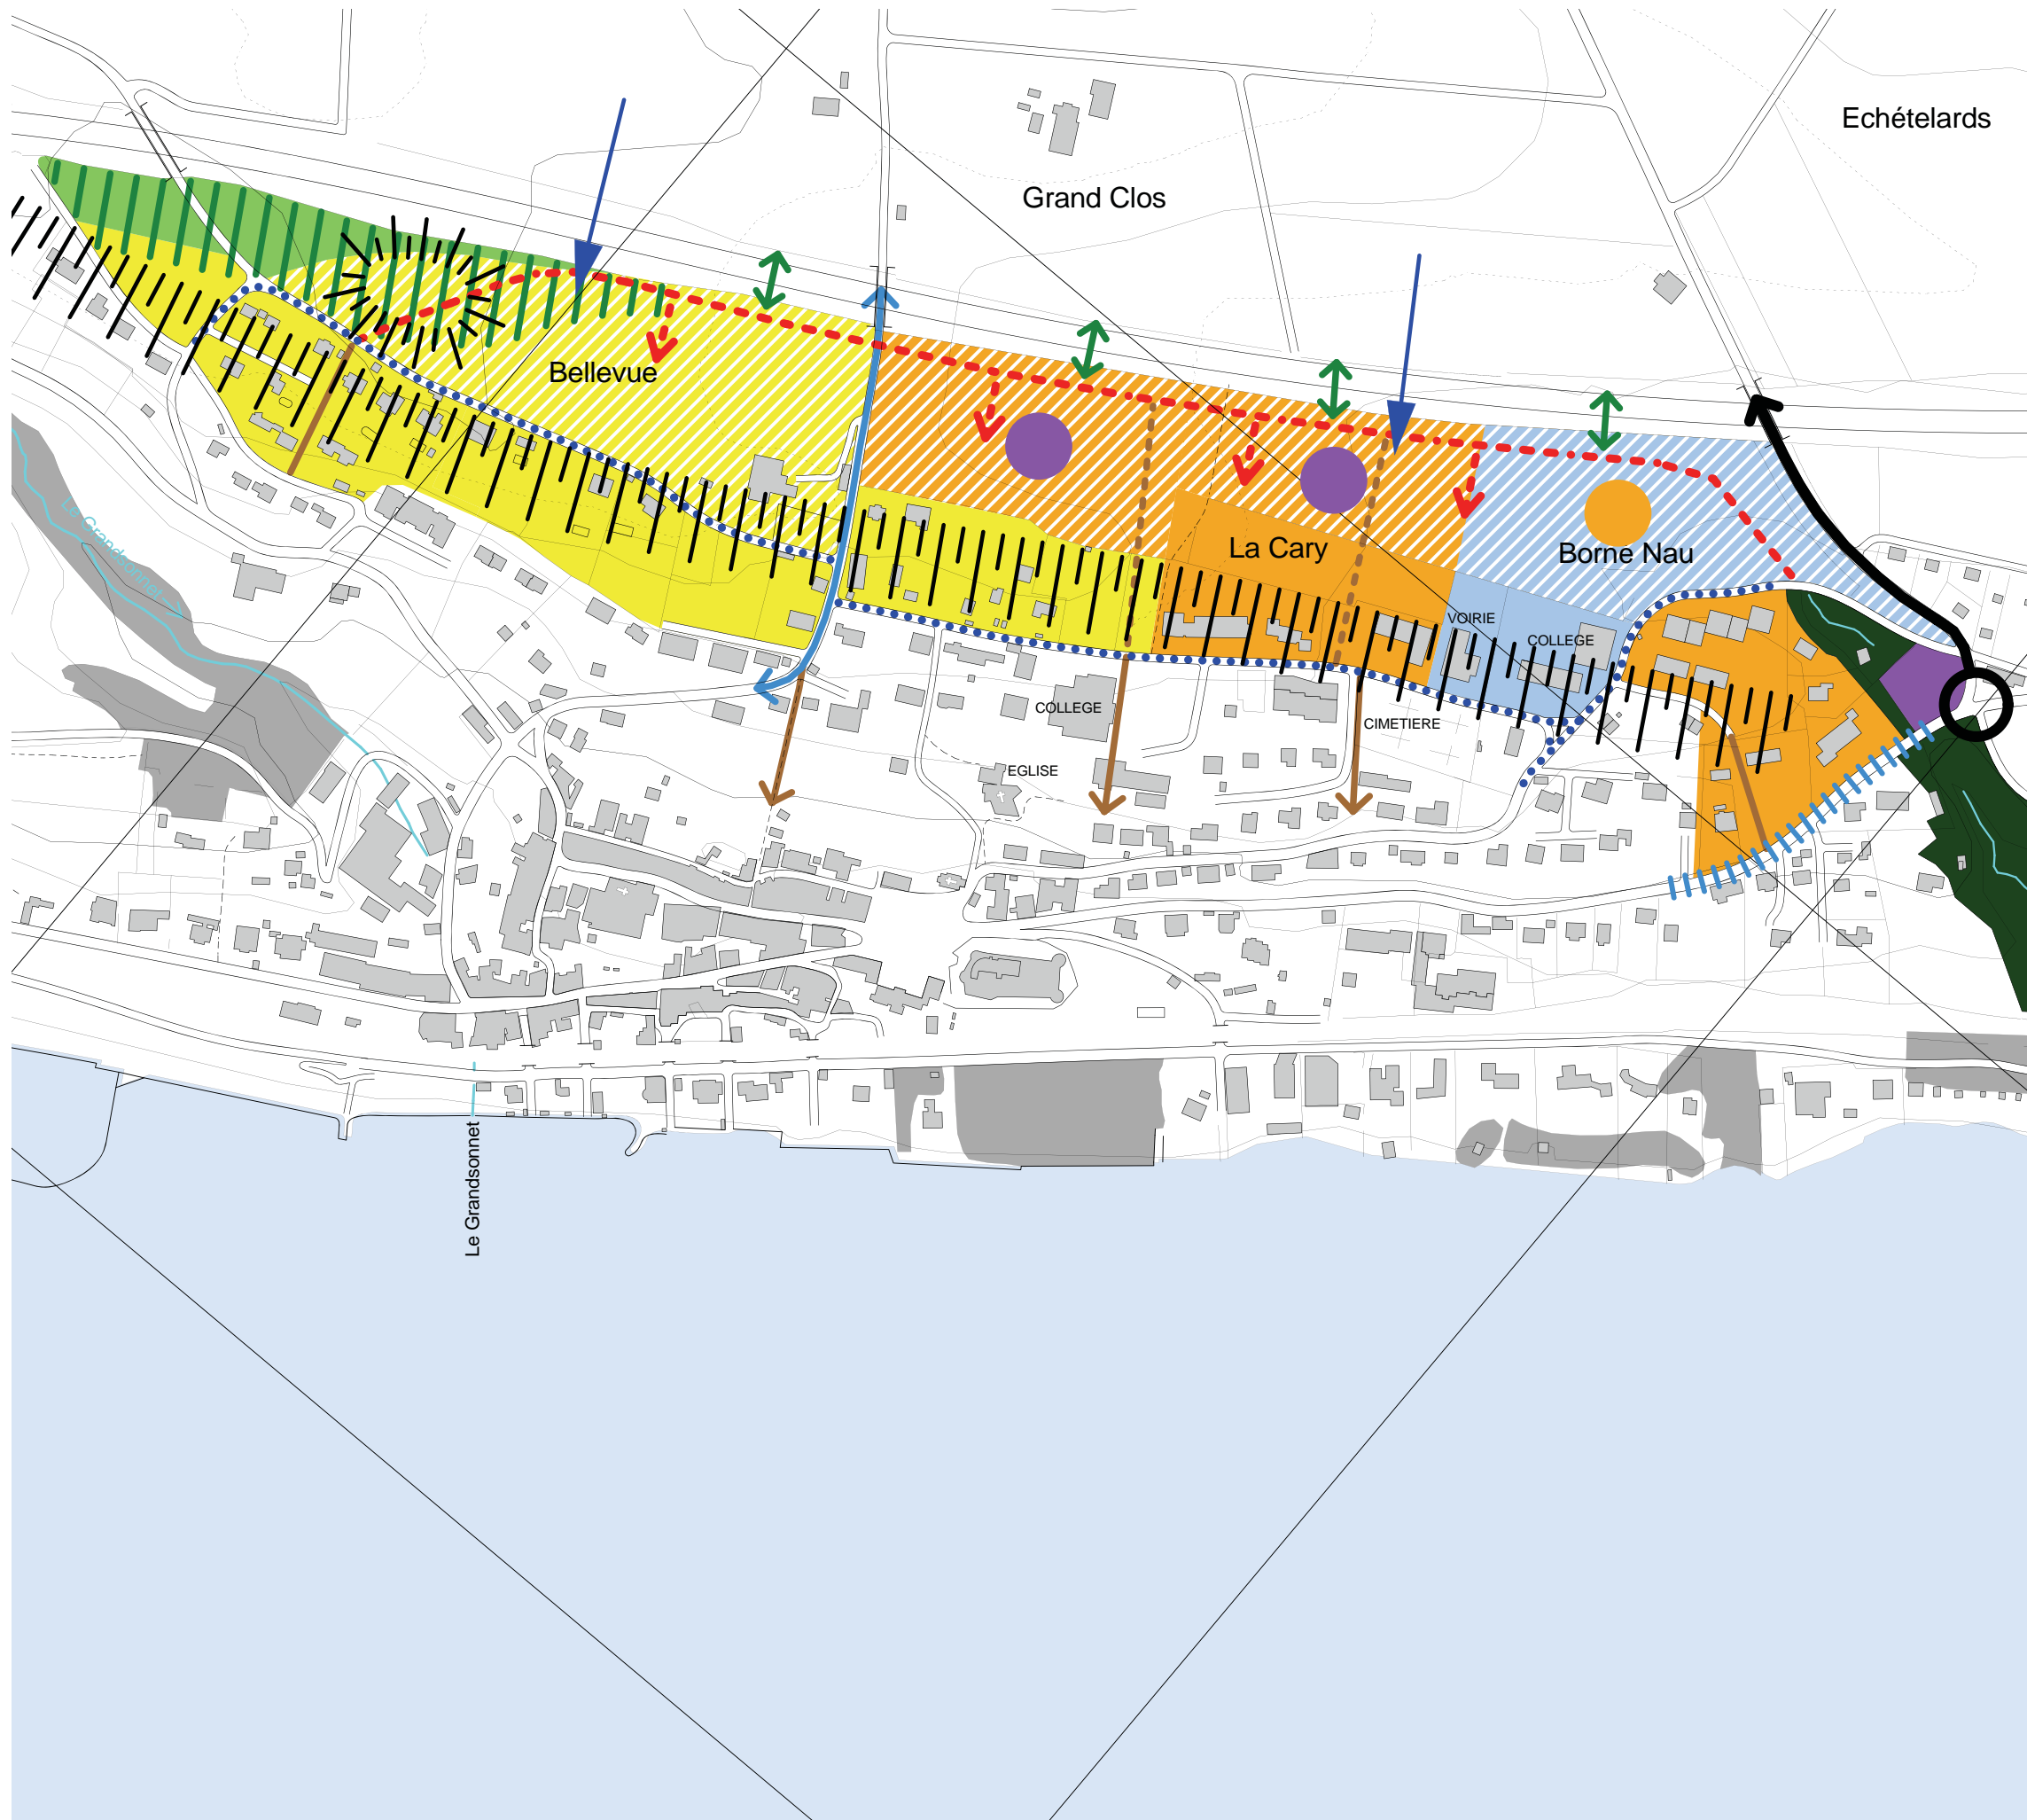 Echételards
Grand Clos
Bellevue
Le Grandsonnet
La Cary
Borne Nau
VOIRIE
COLLEGE
COLLEGE
CIMETIERE
EGLISE
Le Grandsonnet